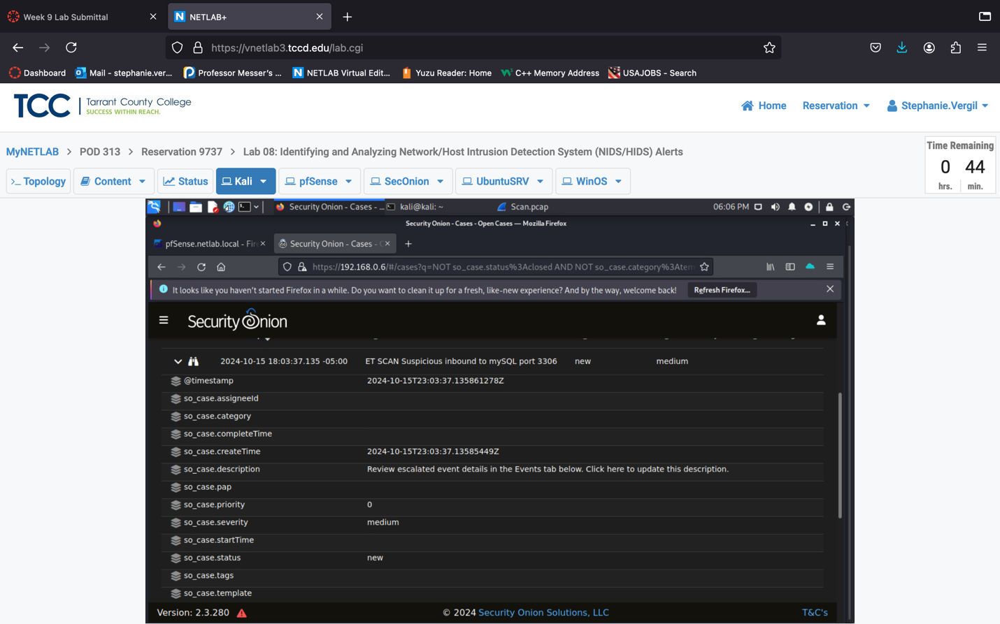 Week 9 Lab Submittal
NETLAB+
https://vnetlab3.tccd.edu/lab.cgi
Dashboard
Mail - stephanie.ver...
Professor Messer's ...
NETLAB Virtual Edit...
Yuzu Reader: Home
C++ Memory Address
USAJOBS - Search
TCC
Tarrant County College
SUCCESS WITHIN REACH.
Home
Reservation
Stephanie.Vergil
MyNETLAB > POD 313 > Reservation 9737 > Lab 08: Identifying and Analyzing Network/Host Intrusion Detection System (NIDS/HIDS) Alerts
Time Remaining
0 44
hrs. min.
>_ Topology
Content
Status
Kali
pfSense
SecOnion
UbuntuSRV
WinOS
Security Onion - Cases - ...
kali@kali: ~
Scan.pcap
06:06 PM
Security Onion - Cases - Open Cases — Mozilla Firefox
pfSense.netlab.local - Fir
Security Onion - Cases -
https://192.168.0.6/#/cases?q=NOT so_case.status%3Aclosed AND NOT so_case.category%3Atem
It looks like you haven't started Firefox in a while. Do you want to clean it up for a fresh, like-new experience? And by the way, welcome back!
Refresh Firefox...
Security Onion
2024-10-15 18:03:37.135 -05:00 ET SCAN Suspicious inbound to mySQL port 3306 new medium
@timestamp 2024-10-15T23:03:37.135861278Z
so_case.assigneeId
so_case.category
so_case.completeTime
so_case.createTime 2024-10-15T23:03:37.13585449Z
so_case.description Review escalated event details in the Events tab below. Click here to update this description.
so_case.pap
so_case.priority 0
so_case.severity medium
so_case.startTime
so_case.status new
so_case.tags
so_case.template
Version: 2.3.280
© 2024 Security Onion Solutions, LLC
T&C's